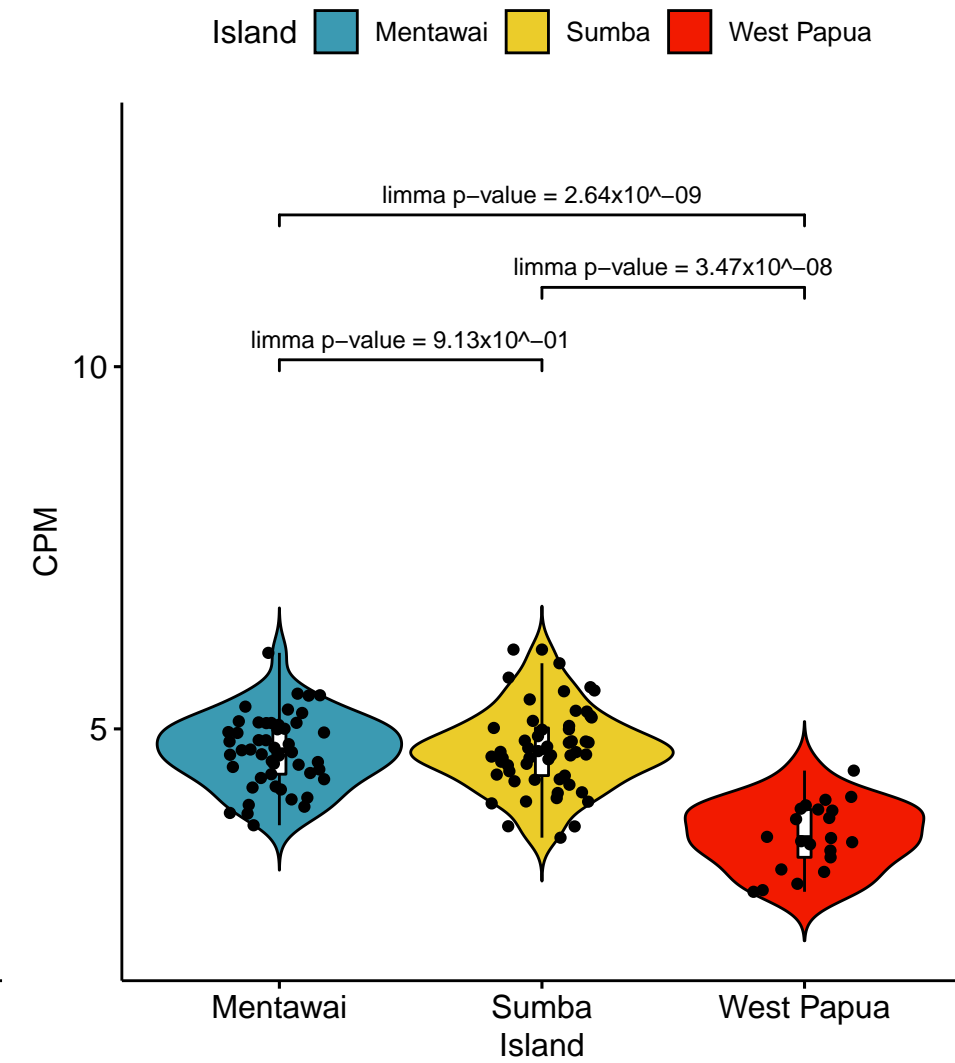 Island Mentawai Sumba West Papua
limma p−value = 2.64x10^−09
limma p−value = 3.47x10^−08
limma p−value = 9.13x10^−01
10
5
CPM
Mentawai Sumba West Papua
Island